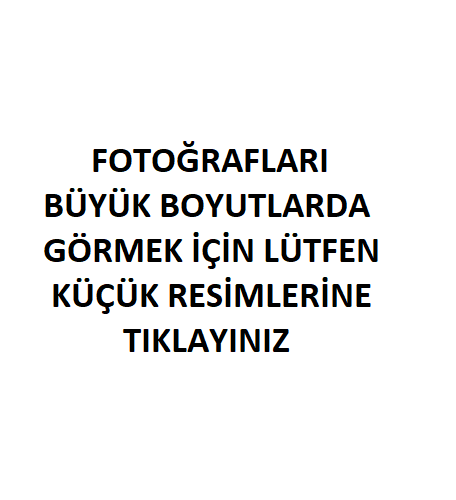 FOTOĞRAFLARI
BÜYÜK BOYUTLARDA
GÖRMEK İÇİN LÜTFEN
KÜÇÜK RESİMLERİNE
TIKLAYINIZ